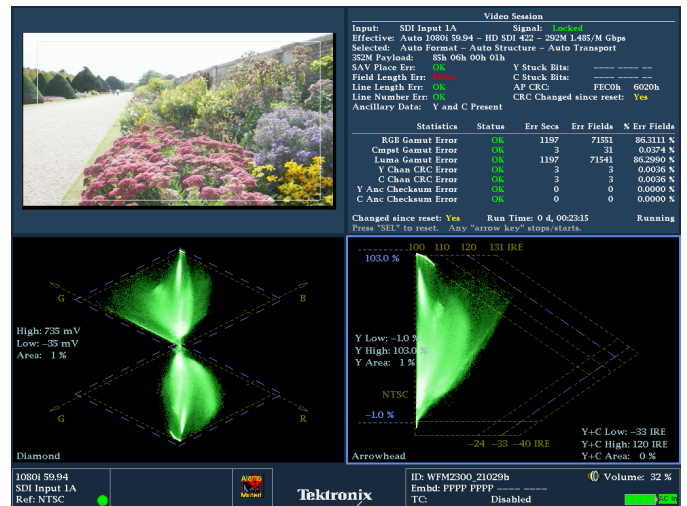 Video Session
Input: SDI Input 1A Signal: Locked
Effective: Auto 1080i 59.94 – HD SDI 422 – 292M 1.485/M Gbps
Selected: Auto Format – Auto Structure – Auto Transport
352M Payload: 85h 06h 00h 01h
SAV Place Err: OK Y Stuck Bits: –––– –––– ––
Field Length Err: Error C Stuck Bits: –––– –––– ––
Line Length Err: OK AP CRC: FEC0h 6020h
Line Number Err: OK CRC Changed since reset: Yes
Ancillary Data: Y and C Present
Statistics Status Err Secs Err Fields % Err Fields
RGB Gamut Error OK 1197 71551 86.3111 %
Cmpst Gamut Error OK 3 31 0.0374 %
Luma Gamut Error OK 1197 71541 86.2990 %
Y Chan CRC Error OK 3 3 0.0036 %
C Chan CRC Error OK 3 3 0.0036 %
Y Anc Checksum Error OK 0 0 0.0000 %
C Anc Checksum Error OK 0 0 0.0000 %
Changed since reset: Yes Run Time: 0 d, 00:23:15 Running
Press "SEL" to reset. Any "arrow key" stops/starts.
G B
High: 735 mV
Low: –35 mV
Area: 1 %
G R
Diamond
100 110 120 131 IRE
103.0 %
Y Low: –1.0 %
Y High: 103.0 %
Y Area: 1 %
NTSC
–1.0 %
–24 –33 –40 IRE
Y+C Low: –33 IRE
Y+C High: 120 IRE
Y+C Area: 0 %
Arrowhead
1080i 59.94
SDI Input 1A
Ref: NTSC
Alarms
Muted
Tektronix
ID: WFM2300_21029b Volume: 32 %
Embd: PPPP PPPP –––– ––––
TC: Disabled
AC In